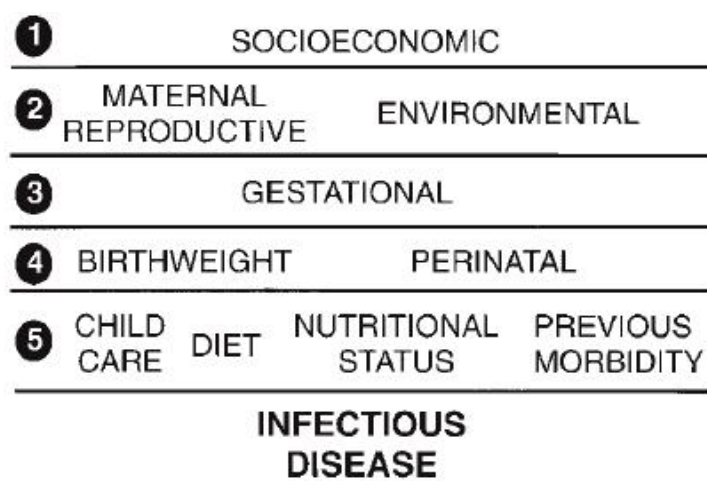 1 SOCIOECONOMIC
2 MATERNAL REPRODUCTIVE ENVIRONMENTAL
3 GESTATIONAL
4 BIRTHWEIGHT PERINATAL
5 CHILD CARE DIET NUTRITIONAL STATUS PREVIOUS MORBIDITY
INFECTIOUS
DISEASE